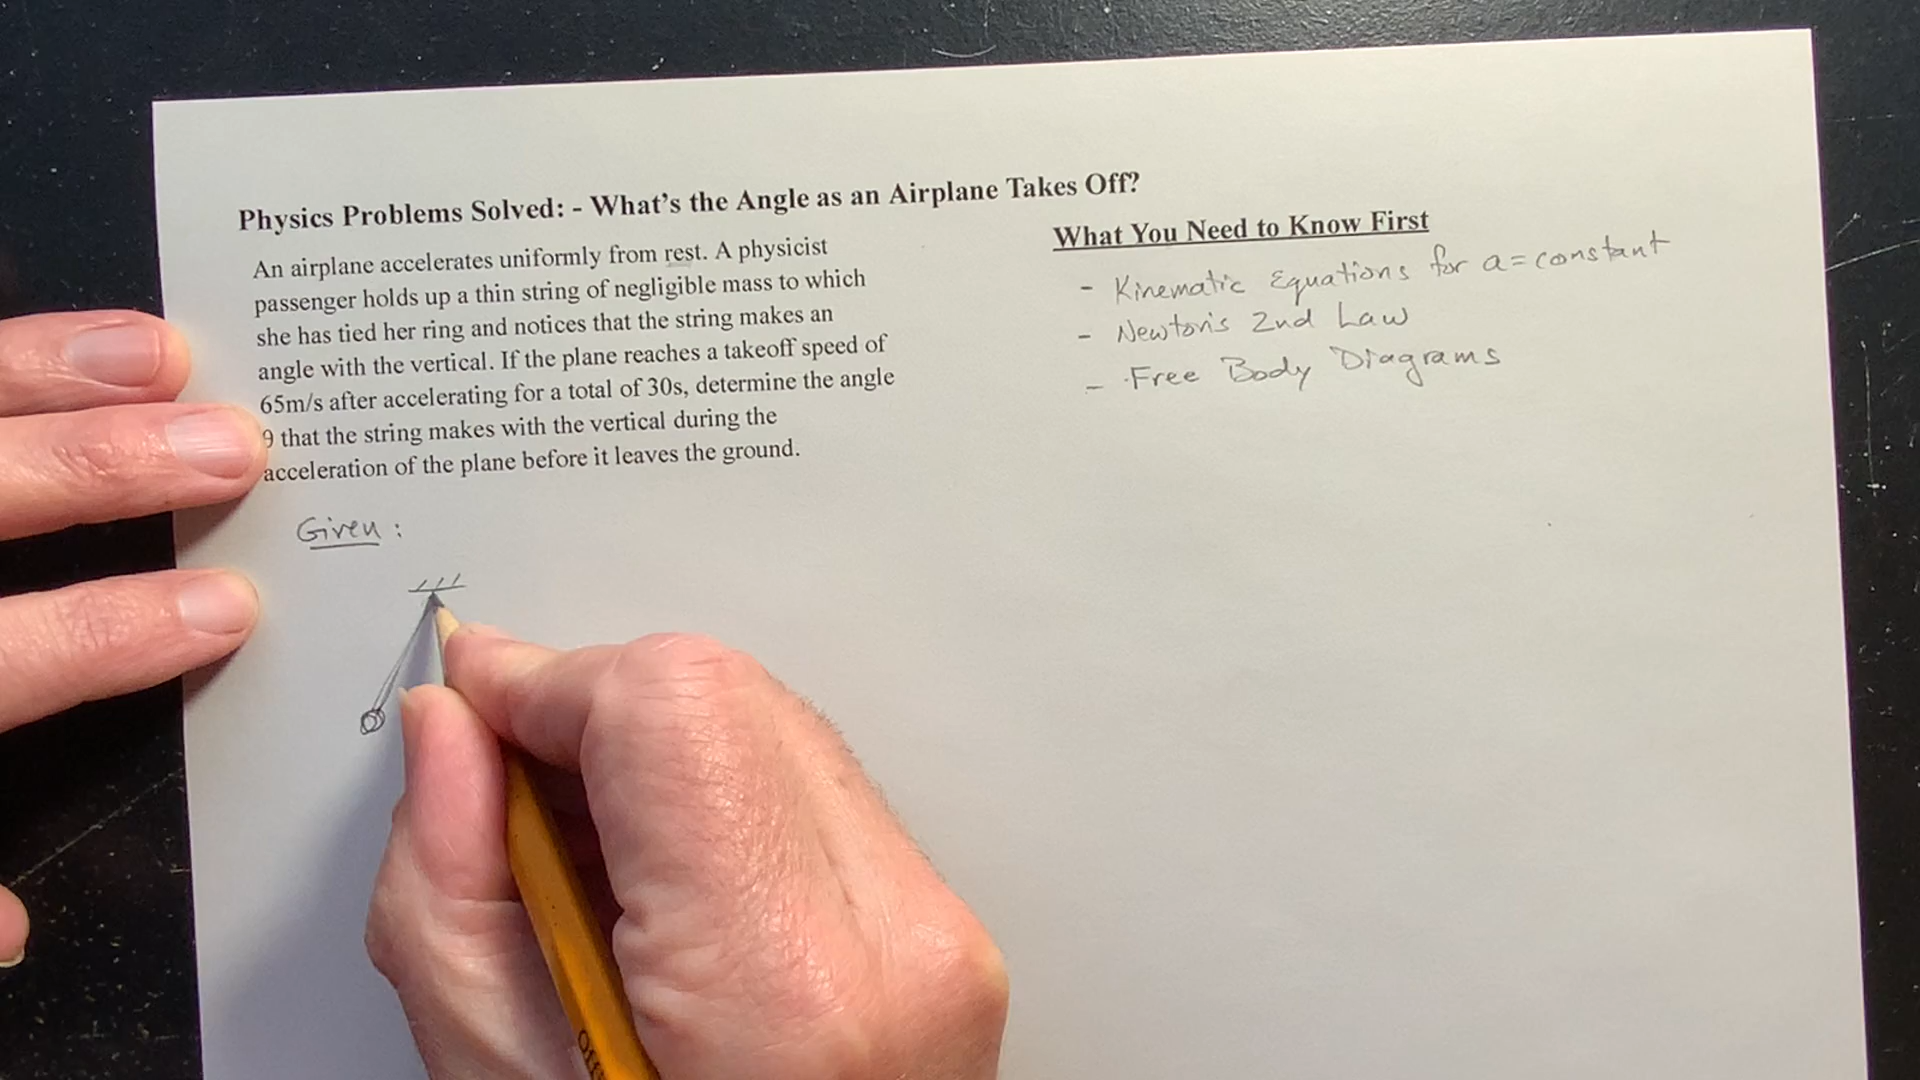 Physics Problems Solved: - What's the Angle as an Airplane Takes Off?
An airplane accelerates uniformly from rest. A physicist
passenger holds up a thin string of negligible mass to which
she has tied her ring and notices that the string makes an
angle with the vertical. If the plane reaches a takeoff speed of
65m/s after accelerating for a total of 30s, determine the angle
that the string makes with the vertical during the
acceleration of the plane before it leaves the ground.
What You Need to Know First
- Kinematic Equations for a = constant
- Newton's 2nd Law
- Free Body Diagrams
Given: